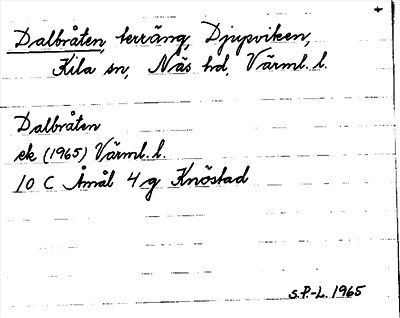 Dalbråten, terräng, Djupviken,
Kila sn, Näs hd, Värml. l.
Dalbråten
ek (1965) Värml. l.
10 C Åmål 4 g Knöstad
S.P.-L. 1965